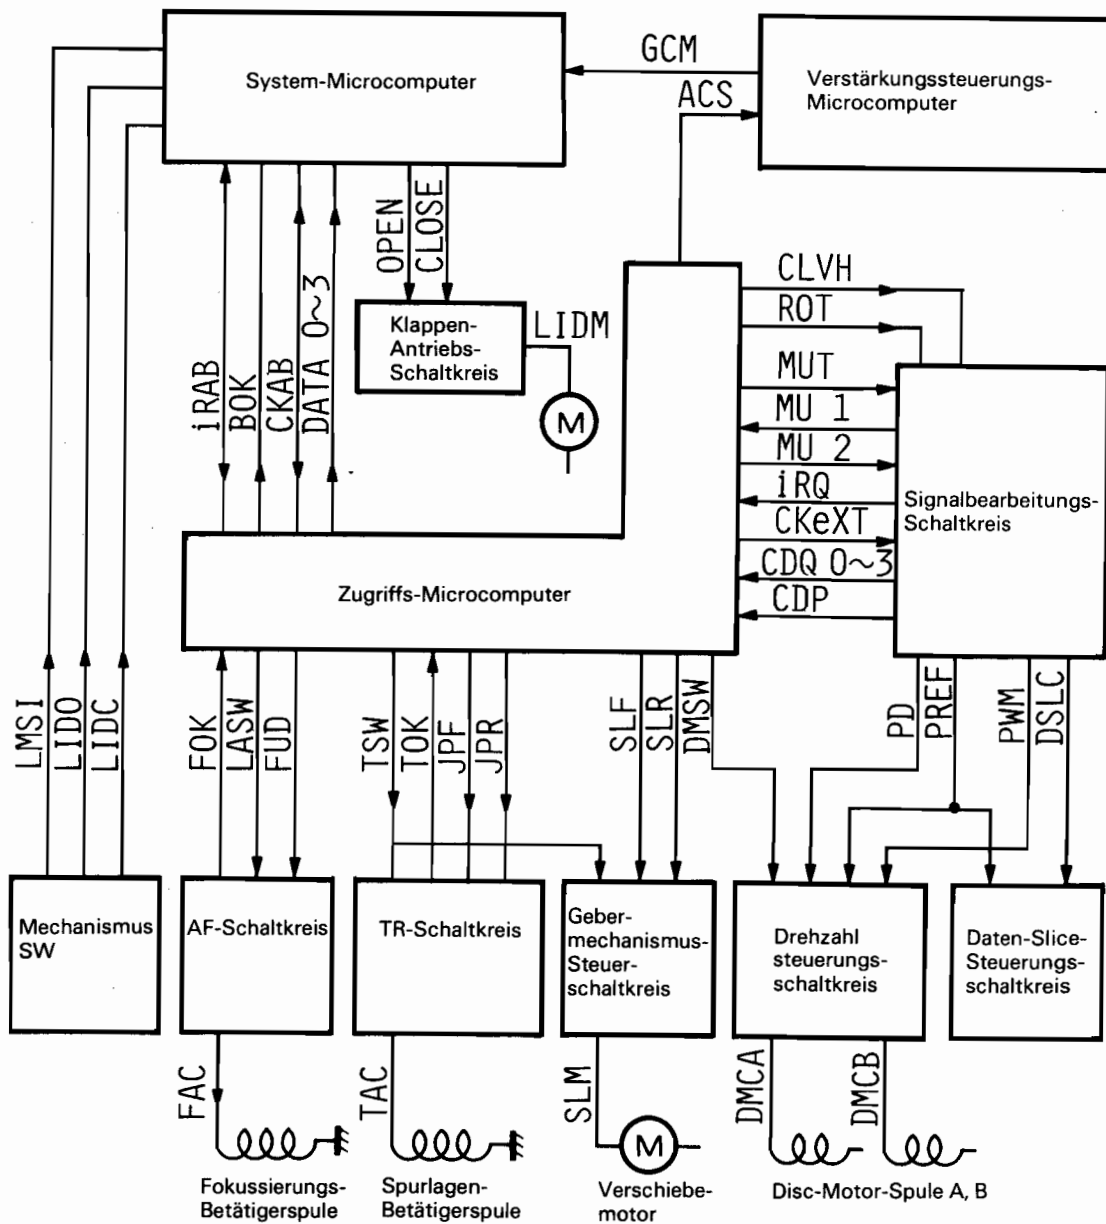 System-Microcomputer
GCM
ACS
Verstärkungssteuerungs-
Microcomputer
OPEN
CLOSE
iRAB
BOK
CKAB
DATA 0~3
Klappen-
Antriebs-
Schaltkreis
LIDM
M
CLVH
ROT
MUT
MU 1
MU 2
iRQ
CKeXT
CDQ 0~3
CDP
Signalbearbeitungs-
Schaltkreis
Zugriffs-Microcomputer
LMSI
LIDO
LIDC
FOK
LASW
FUD
TSW
TOK
JPF
JPR
SLF
SLR
DMSW
PD
PREF
PWM
DSLC
Mechanismus
SW
AF-Schaltkreis
TR-Schaltkreis
Geber-
mechanismus-
Steuer-
schaltkreis
Drehzahl
steuerungs-
schaltkreis
Daten-Slice-
Steuerungs-
schaltkreis
FAC
TAC
SLM
M
DMCA
DMCB
Fokussierungs-
Betätigerspule
Spurlagen-
Betätigerspule
Verschiebe-
motor
Disc-Motor-Spule A, B